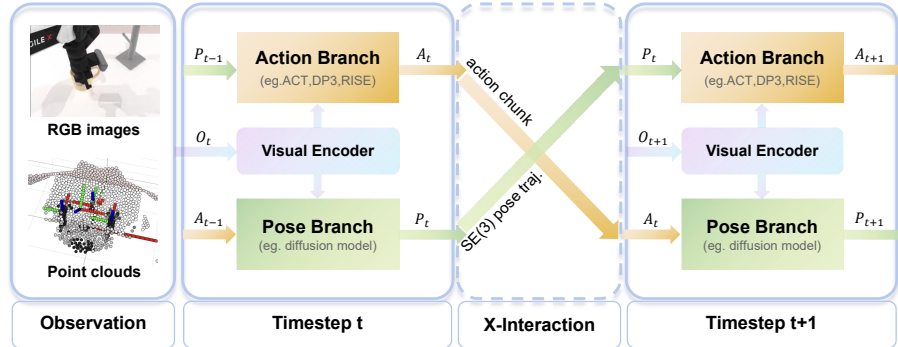 GILE X
RGB images
Point clouds
Observation
P_{t-1}
Action Branch
(eg.ACT,DP3,RISE)
A_t
O_t
Visual Encoder
A_{t-1}
Pose Branch
(eg. diffusion model)
P_t
Timestep t
action chunk
SE(3) pose traj.
X-Interaction
P_t
Action Branch
(eg.ACT,DP3,RISE)
A_{t+1}
O_{t+1}
Visual Encoder
A_t
Pose Branch
(eg. diffusion model)
P_{t+1}
Timestep t+1